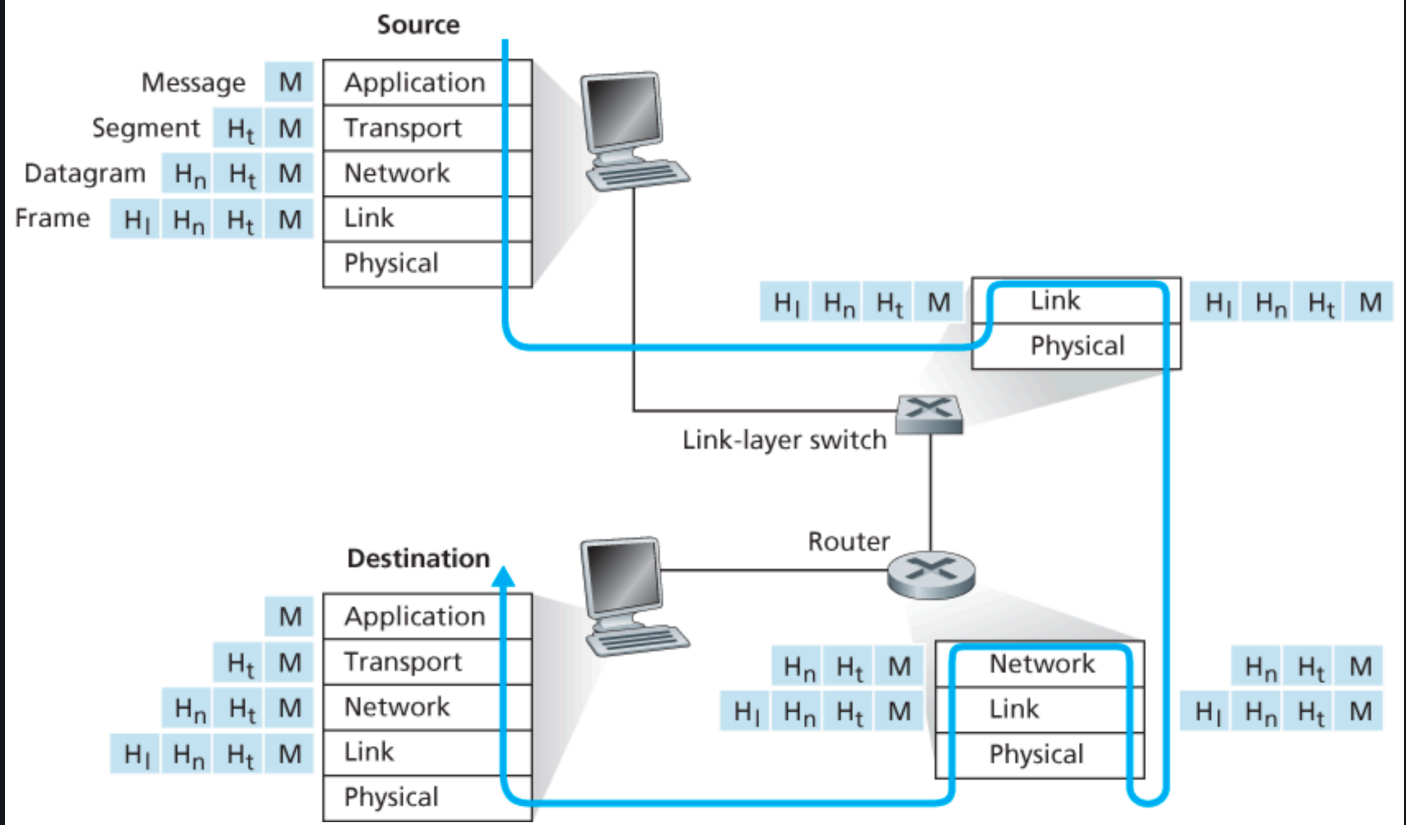 Source
Message M Application
Segment Ht M Transport
Datagram Hn Ht M Network
Frame Hl Hn Ht M Link
Physical
Hl Hn Ht M Link Hl Hn Ht M
Physical
Link-layer switch
Router
Destination
M Application
Ht M Transport
Hn Ht M Network
Hl Hn Ht M Link
Physical
Hn Ht M Network Hn Ht M
Hl Hn Ht M Link Hl Hn Ht M
Physical